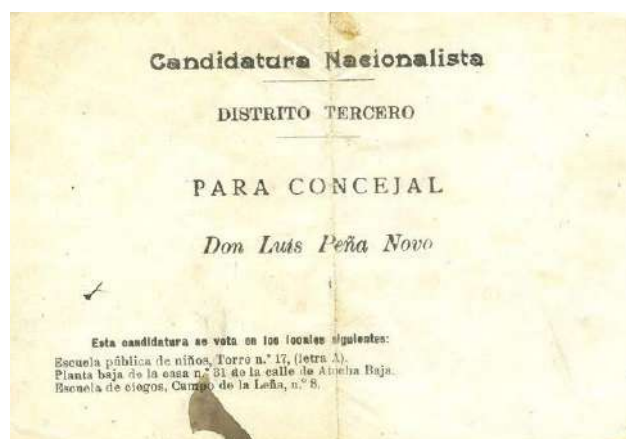 Candidatura Nacionalista
DISTRITO TERCERO
PARA CONCEJAL
Don Luís Peña Novo
Esta candidatura se vota en los locales siguientes:
Escuela pública de niños, Torre n.º 17, (letra A).
Planta baja de la casa n.º 31 de la calle de Atocha Baja.
Escuela de ciegos, Campo de la Leña, n.º 8.